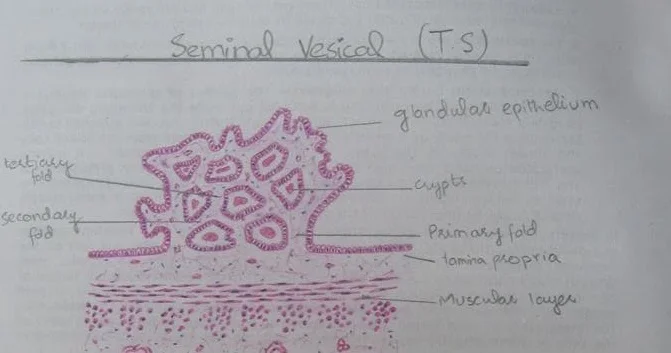 Seminal Vesical (T.S)
glandular epithelium
tertiary
fold
crypts
secondary
fold
Primary fold
lamina propria
Muscular layer